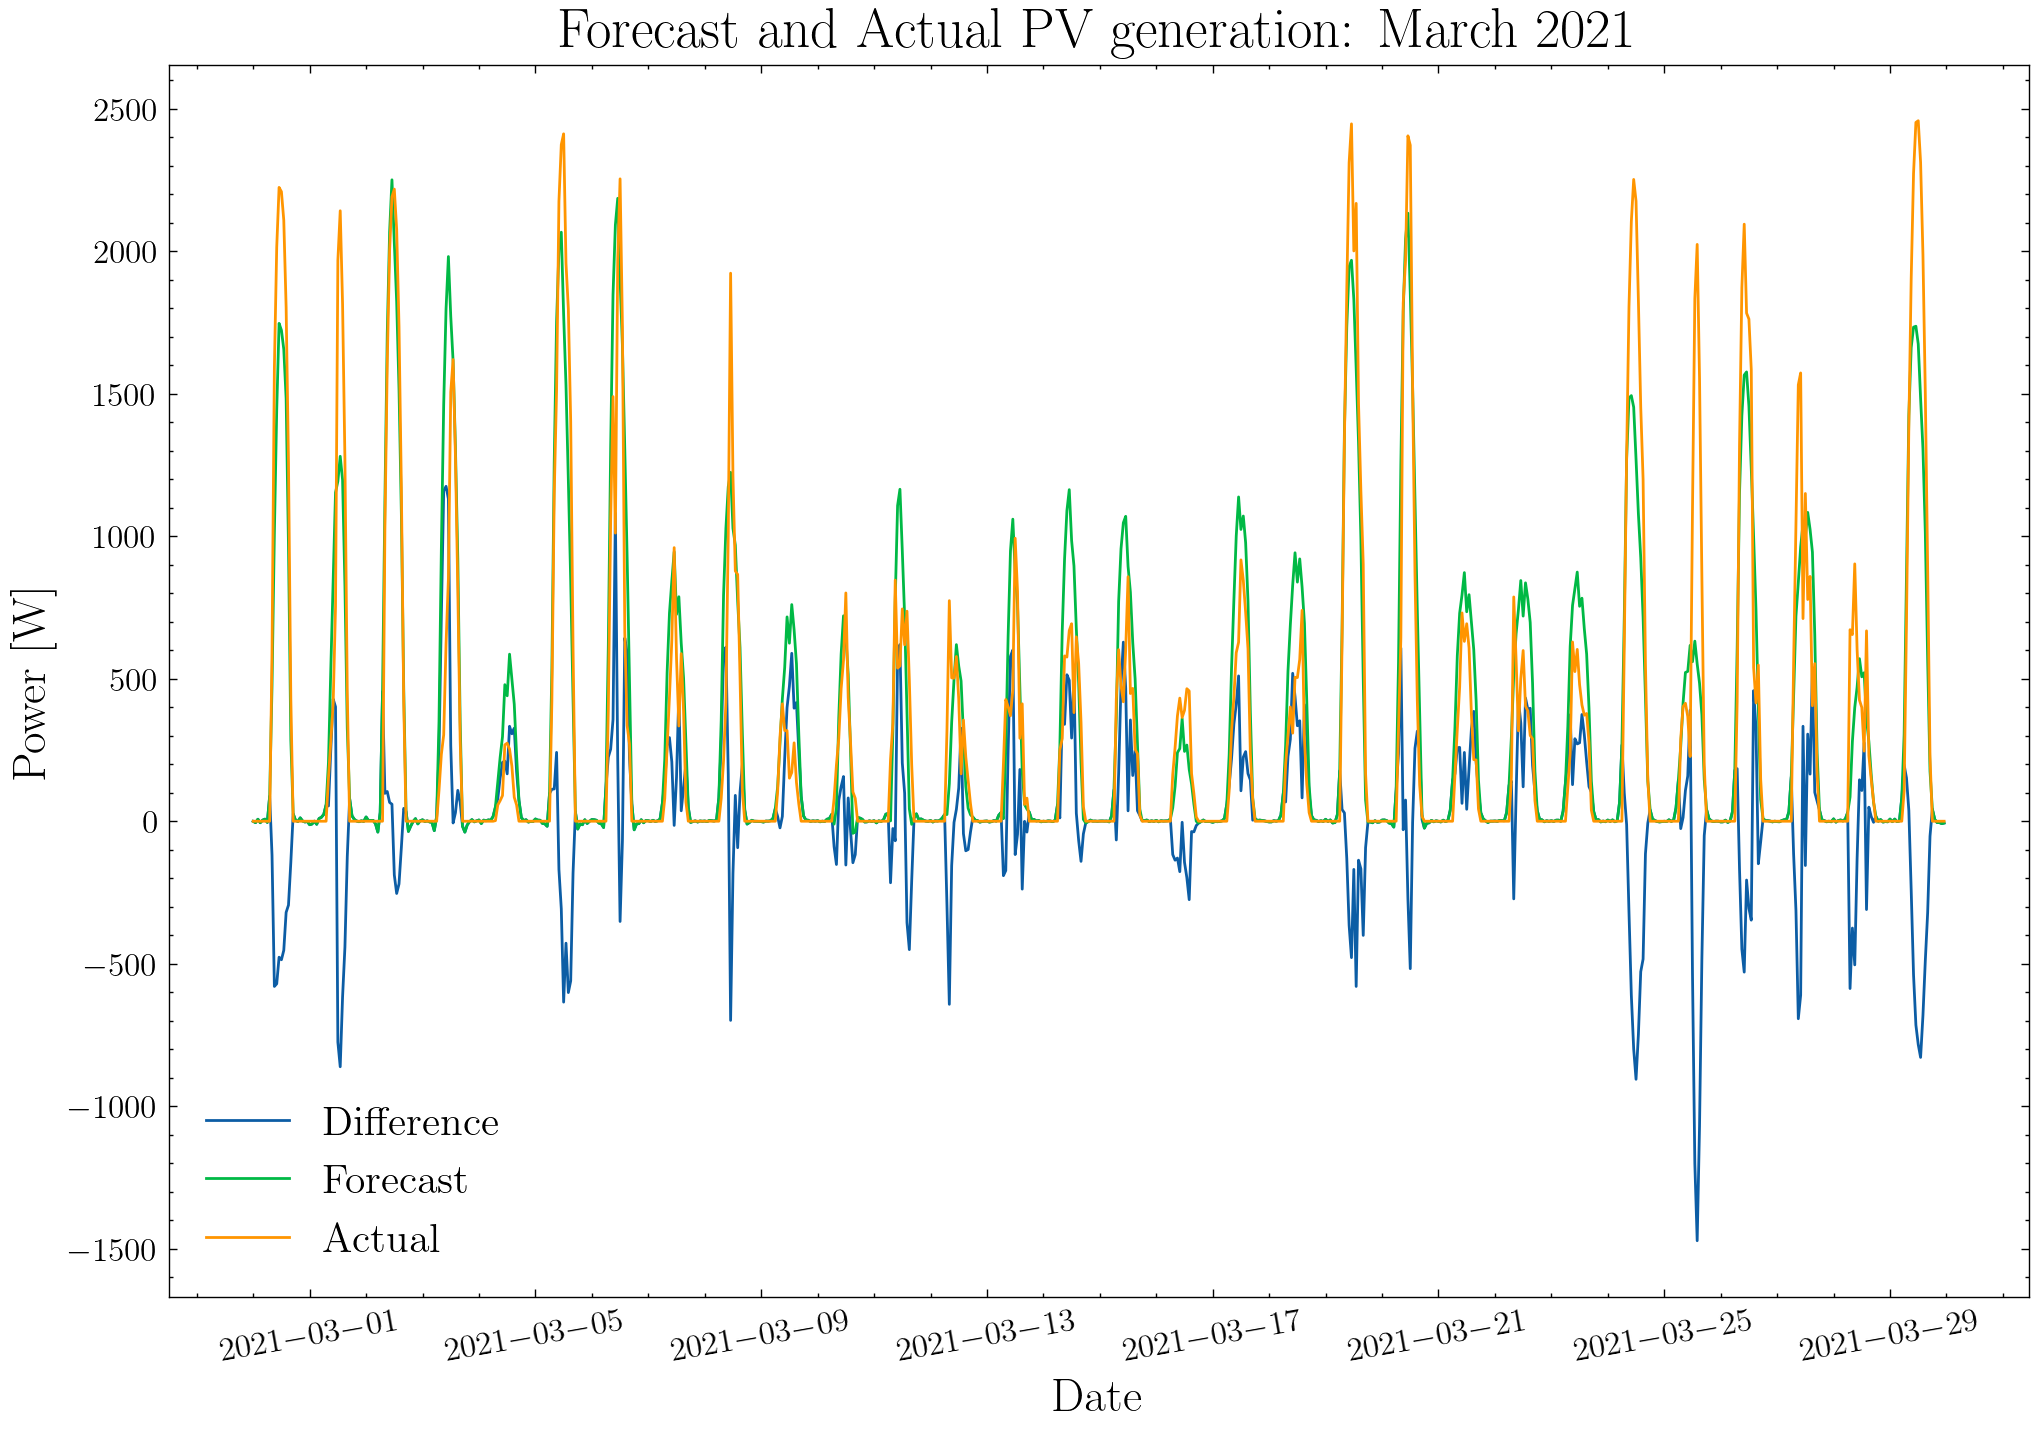 Forecast and Actual PV generation: March 2021
2500
2000
1500
1000
500
0
−500
−1000
−1500
Power [W]
Difference
Forecast
Actual
2021−03−01
2021−03−05
2021−03−09
2021−03−13
2021−03−17
2021−03−21
2021−03−25
2021−03−29
Date